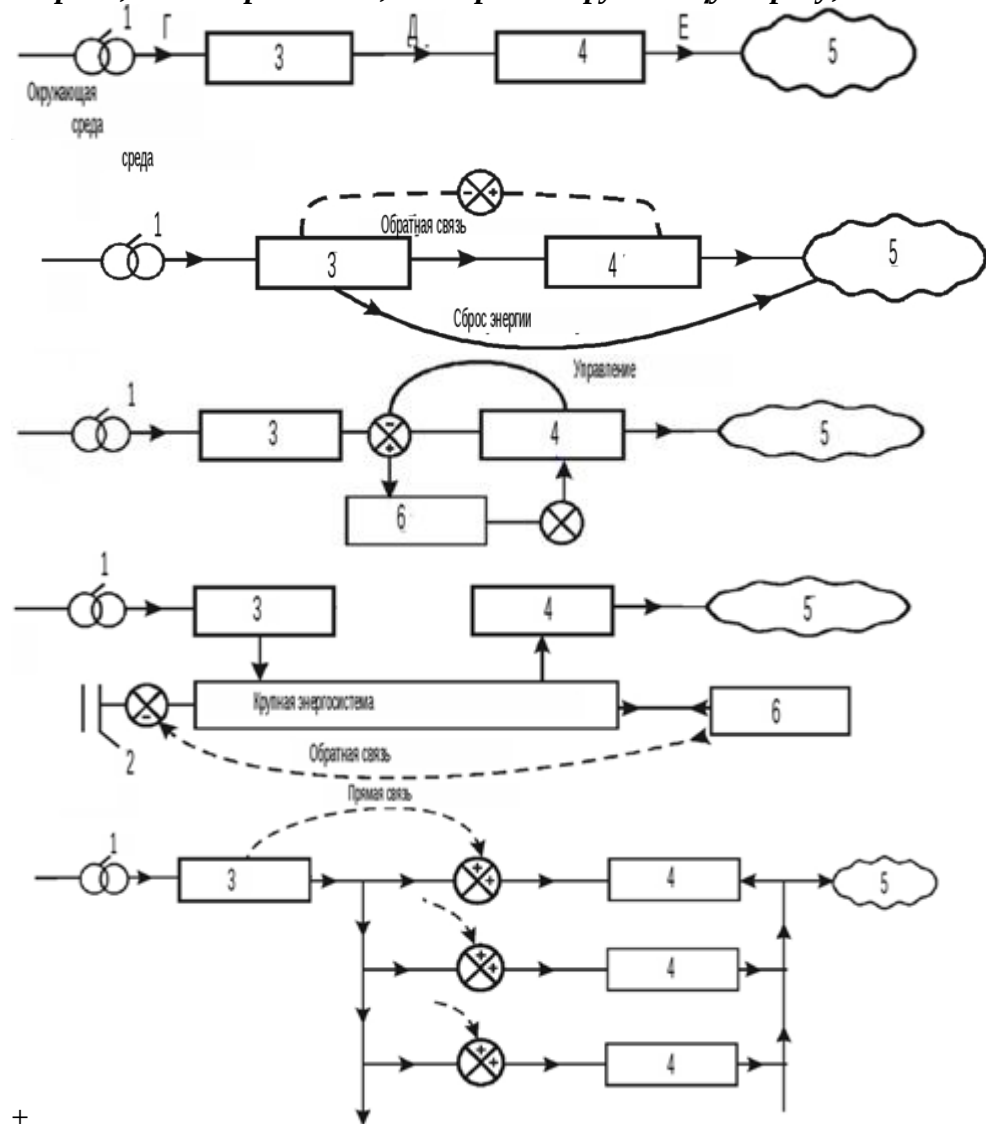 1 Г 3 Д 4 Е 5
Окружающая
среда
среда
1 Обратная связь 3 4 5
Сброс энергии
Управление
1 3 - + 4 5
6
1 3 4 5
Крупная энергосистема 6
2 Обратная связь
Прямая связь
1 3 + + 4 5
+ + 4
+ + 4
+